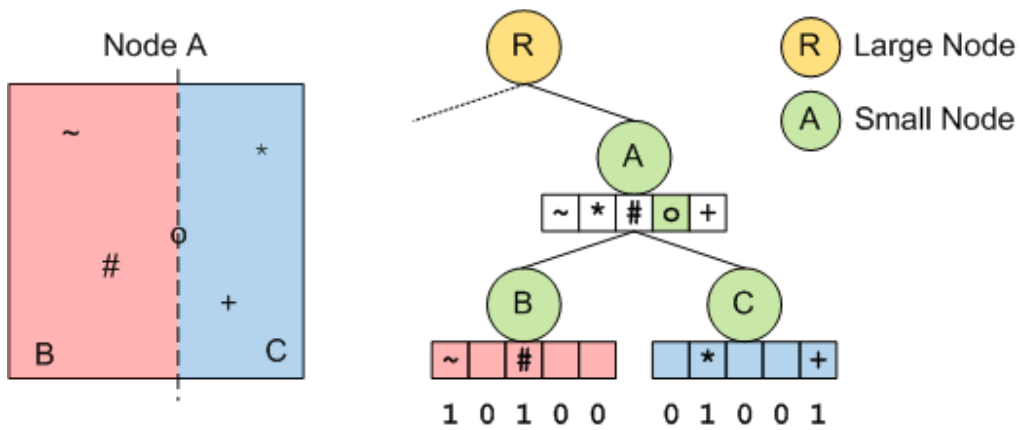 Node A
~
*
o
#
+
B
C
R
A
~ * # o +
B
C
~ #
* +
1 0 1 0 0
0 1 0 0 1
R Large Node
A Small Node